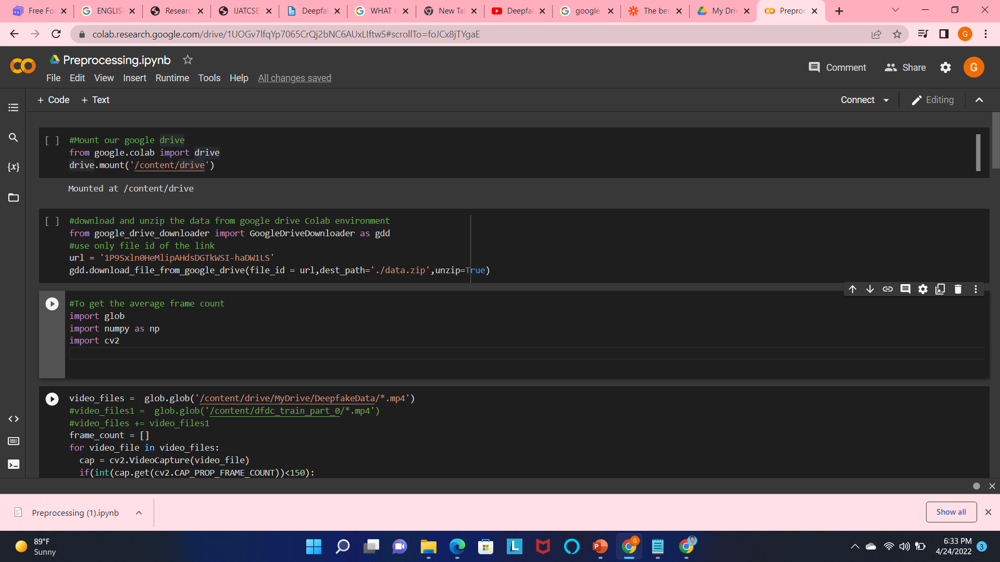 Free Fo
ENGLIS
Researc
IJATCSE
Deepfa
WHAT I
New Ta
Deepfa
google
The bes
My Driv
Preproc
colab.research.google.com/drive/1UOGv7lfqYp7065CrQj2bNC6AUxLIftwS#scrollTo=foJCx8jTYgaE
G
Preprocessing.ipynb
Comment
Share
G
File Edit View Insert Runtime Tools Help All changes saved
+ Code + Text
Connect
Editing
[ ] #Mount our google drive
from google.colab import drive
drive.mount('/content/drive')
{x}
Mounted at /content/drive
[ ] #download and unzip the data from google drive Colab environment
from google_drive_downloader import GoogleDriveDownloader as gdd
#use only file id of the link
url = '1P9Sxln0HeMlipAHdsDGTkWSI-haDW1LS'
gdd.download_file_from_google_drive(file_id = url,dest_path='./data.zip',unzip=True)
#To get the average frame count
import glob
import numpy as np
import cv2
video_files =  glob.glob('/content/drive/MyDrive/DeepfakeData/*.mp4')
#video_files1 =  glob.glob('/content/dfdc_train_part_0/*.mp4')
#video_files += video_files1
frame_count = []
for video_file in video_files:
  cap = cv2.VideoCapture(video_file)
  if(int(cap.get(cv2.CAP_PROP_FRAME_COUNT))<150):
Preprocessing (1).ipynb
Show all
89°F
Sunny
6:33 PM
4/24/2022
3